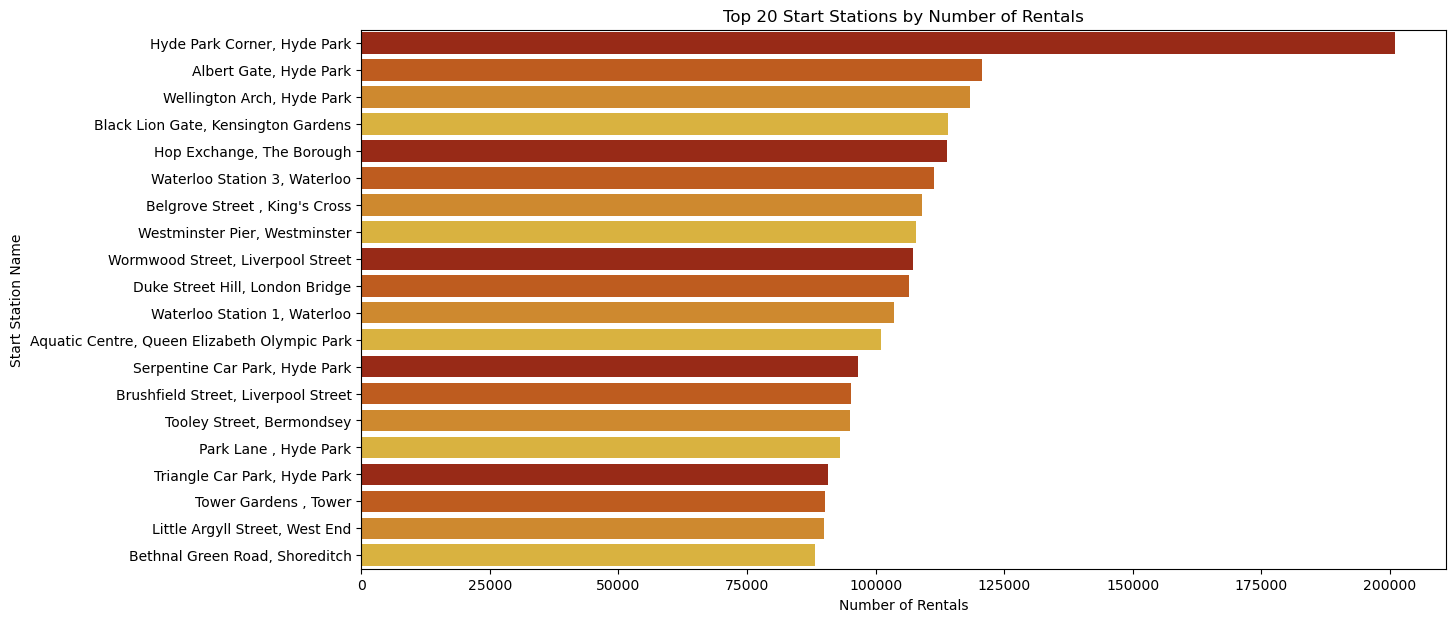 Top 20 Start Stations by Number of Rentals
Start Station Name
Hyde Park Corner, Hyde Park
Albert Gate, Hyde Park
Wellington Arch, Hyde Park
Black Lion Gate, Kensington Gardens
Hop Exchange, The Borough
Waterloo Station 3, Waterloo
Belgrove Street , King's Cross
Westminster Pier, Westminster
Wormwood Street, Liverpool Street
Duke Street Hill, London Bridge
Waterloo Station 1, Waterloo
Aquatic Centre, Queen Elizabeth Olympic Park
Serpentine Car Park, Hyde Park
Brushfield Street, Liverpool Street
Tooley Street, Bermondsey
Park Lane , Hyde Park
Triangle Car Park, Hyde Park
Tower Gardens , Tower
Little Argyll Street, West End
Bethnal Green Road, Shoreditch
0 25000 50000 75000 100000 125000 150000 175000 200000
Number of Rentals